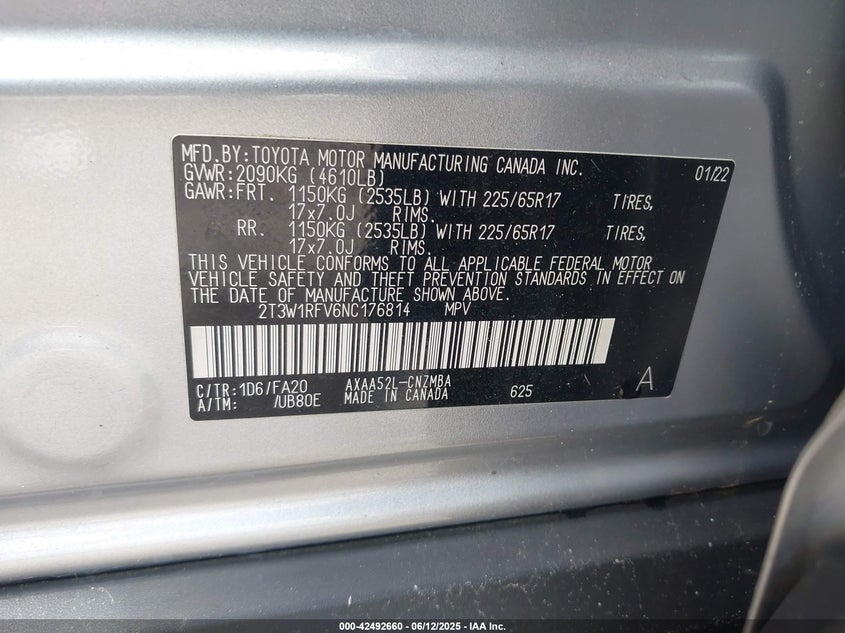 MFD.BY:TOYOTA MOTOR MANUFACTURING CANADA INC. 01/22
GVWR:2090KG (4610LB)
GAWR:FRT. 1150KG (2535LB) WITH 225/65R17 TIRES,
17x7.0J RIMS.
RR. 1150KG (2535LB) WITH 225/65R17 TIRES,
17x7.0J RIMS.
THIS VEHICLE CONFORMS TO ALL APPLICABLE FEDERAL MOTOR
VEHICLE SAFETY AND THEFT PREVENTION STANDARDS IN EFFECT ON
THE DATE OF MANUFACTURE SHOWN ABOVE.
2T3W1RFV6NC176814 MPV
C/TR:1D6/FA20 AXAA52L-CNZMBA 625 A
A/TM: /UB80E MADE IN CANADA
000-42492660 - 06/12/2025 - IAA Inc.